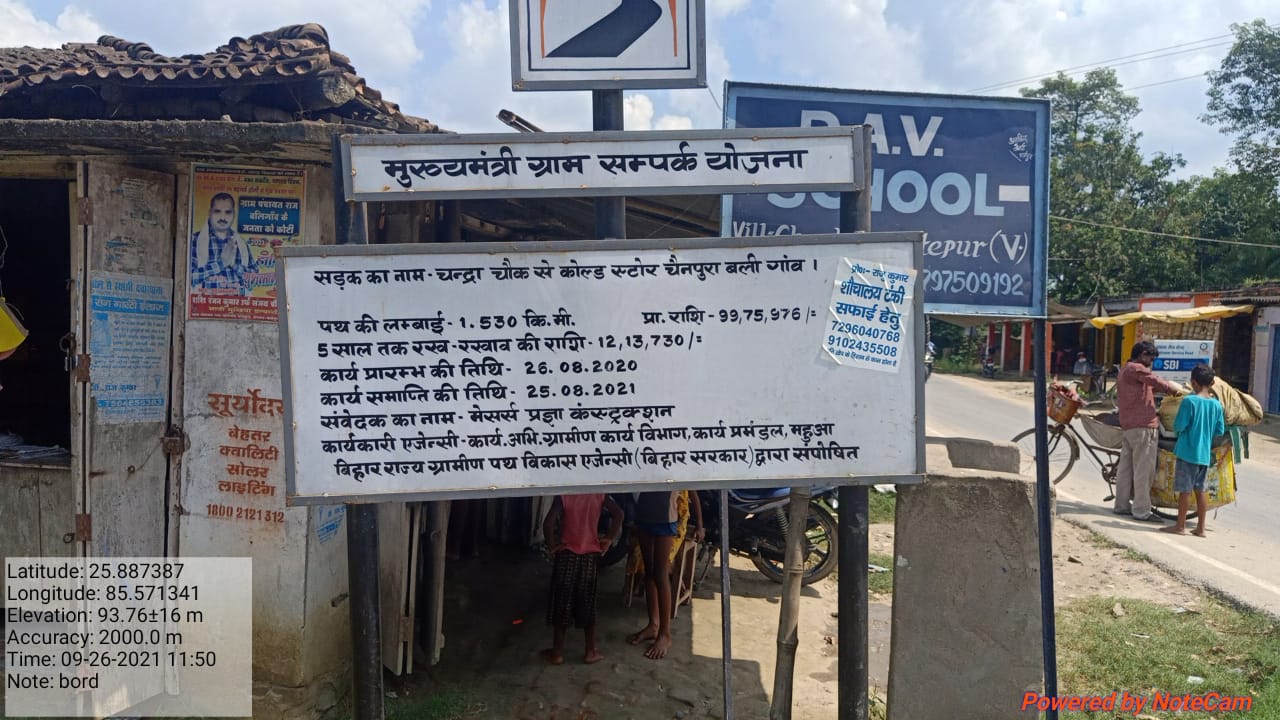 मुख्यमंत्री ग्राम सम्पर्क योजना
सड़क का नाम - चन्द्रा चौक से कोल्ड स्टोर चैनपुरा बली गांव ।
पथ की लम्बाई - 1.530 कि.मी. प्रा. राशि - 99,75,976/=
5 साल तक रख-रखाव की राशि - 12,13,730/=
कार्य प्रारम्भ की तिथि - 26.08.2020
कार्य समाप्ति की तिथि - 25.08.2021
संवेदक का नाम - मेसर्स प्रज्ञा कंस्ट्रक्शन
कार्यकारी एजेन्सी - कार्य. अभि. ग्रामीण कार्य विभाग, कार्य प्रमंडल, महुआ
बिहार राज्य ग्रामीण पथ विकास एजेन्सी (बिहार सरकार) द्वारा संपोषित
शौचालय टंकी
सफाई हेतु
7296040768
9102435508
D.A.V.
SCHOOL
797509192
SBI
ग्राम पंचायत राज
बलिगाँव के
जनता को कोटी
सूर्योदर
बेहतर
क्वालिटी
सोलर
लाइटिंग
1800 2121 312
Latitude: 25.887387
Longitude: 85.571341
Elevation: 93.76±16 m
Accuracy: 2000.0 m
Time: 09-26-2021 11:50
Note: bord
Powered by NoteCam